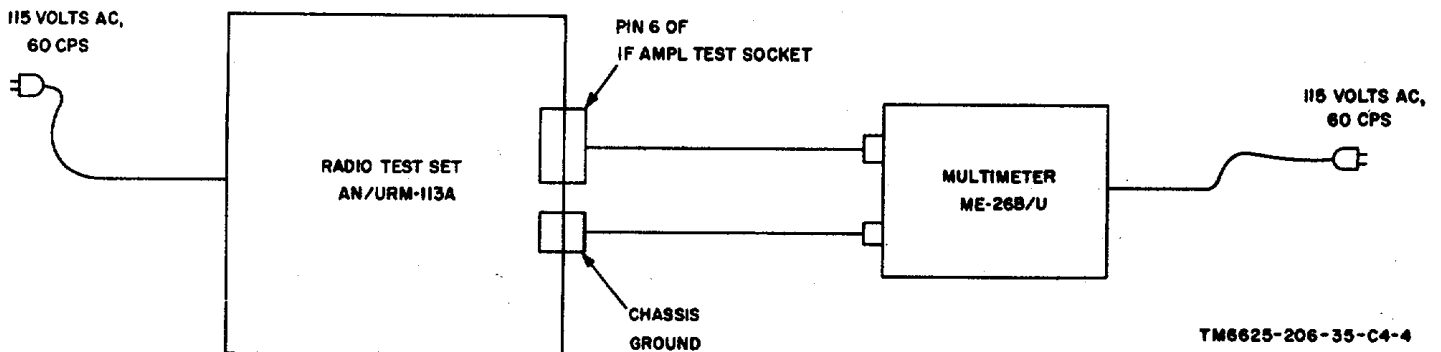 115 VOLTS AC,
60 CPS
PIN 6 OF
IF AMPL TEST SOCKET
RADIO TEST SET
AN/URM-113A
CHASSIS
GROUND
MULTIMETER
ME-26B/U
115 VOLTS AC,
60 CPS
TM6625-206-35-C4-4